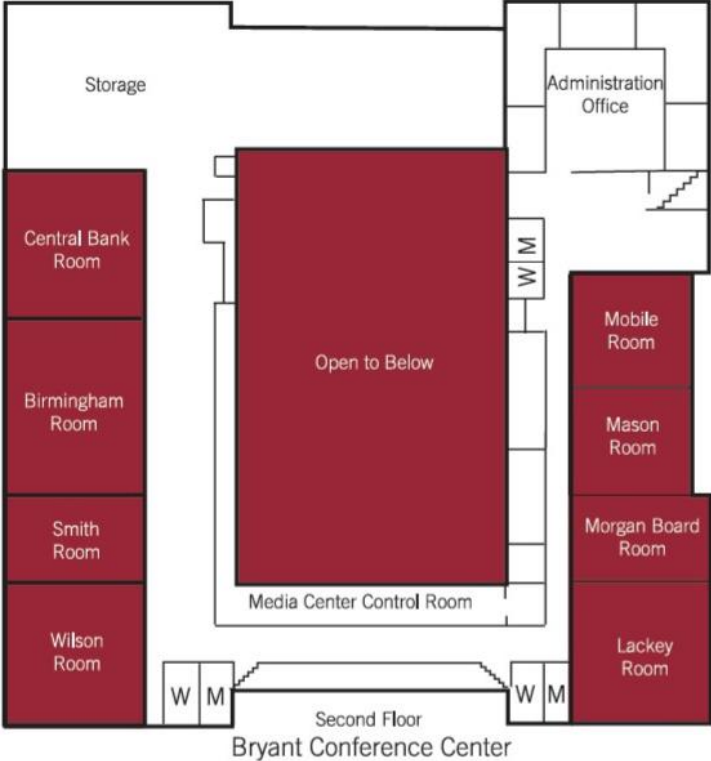 Storage
Administration
Office
Central Bank
Room
W M
Mobile
Room
Open to Below
Birmingham
Room
Mason
Room
Smith
Room
Morgan Board
Room
Media Center Control Room
Wilson
Room
Lackey
Room
W M
W M
Second Floor
Bryant Conference Center